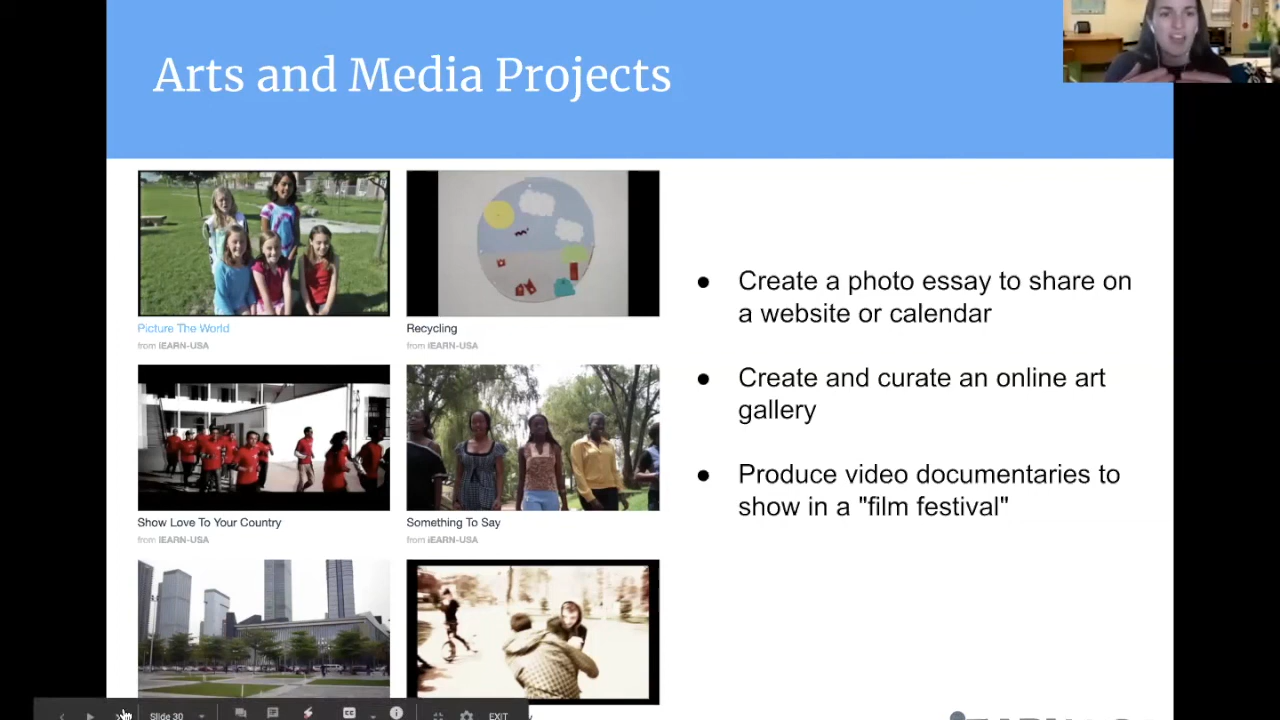 Arts and Media Projects
Picture The World
from iEARN-USA
Recycling
from iEARN-USA
Show Love To Your Country
from iEARN-USA
Something To Say
from iEARN-USA
● Create a photo essay to share on
a website or calendar
● Create and curate an online art
gallery
● Produce video documentaries to
show in a "film festival"
Slide 30
CC
EXIT